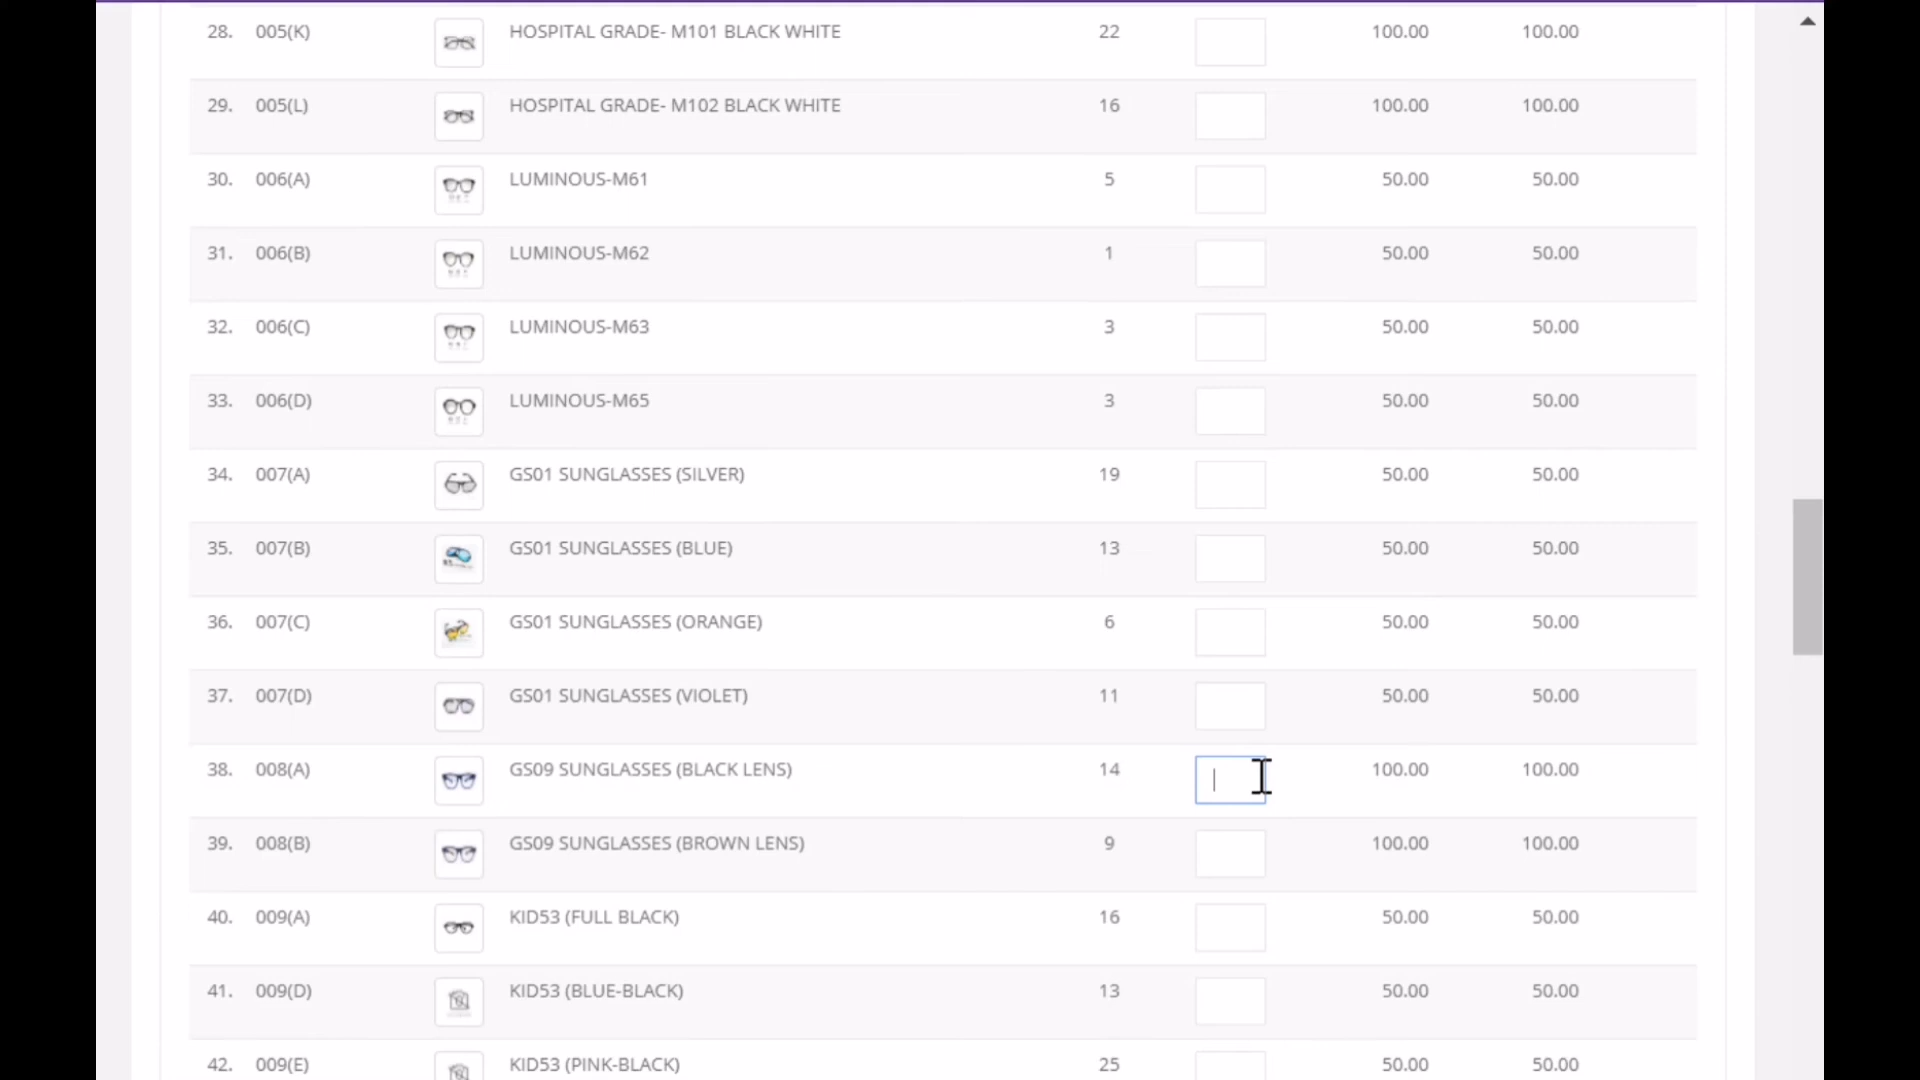 28. 005(K) HOSPITAL GRADE- M101 BLACK WHITE 22 100.00 100.00
29. 005(L) HOSPITAL GRADE- M102 BLACK WHITE 16 100.00 100.00
30. 006(A) LUMINOUS-M61 5 50.00 50.00
31. 006(B) LUMINOUS-M62 1 50.00 50.00
32. 006(C) LUMINOUS-M63 3 50.00 50.00
33. 006(D) LUMINOUS-M65 3 50.00 50.00
34. 007(A) GS01 SUNGLASSES (SILVER) 19 50.00 50.00
35. 007(B) GS01 SUNGLASSES (BLUE) 13 50.00 50.00
36. 007(C) GS01 SUNGLASSES (ORANGE) 6 50.00 50.00
37. 007(D) GS01 SUNGLASSES (VIOLET) 11 50.00 50.00
38. 008(A) GS09 SUNGLASSES (BLACK LENS) 14 100.00 100.00
39. 008(B) GS09 SUNGLASSES (BROWN LENS) 9 100.00 100.00
40. 009(A) KID53 (FULL BLACK) 16 50.00 50.00
41. 009(D) KID53 (BLUE-BLACK) 13 50.00 50.00
42. 009(E) KID53 (PINK-BLACK) 25 50.00 50.00